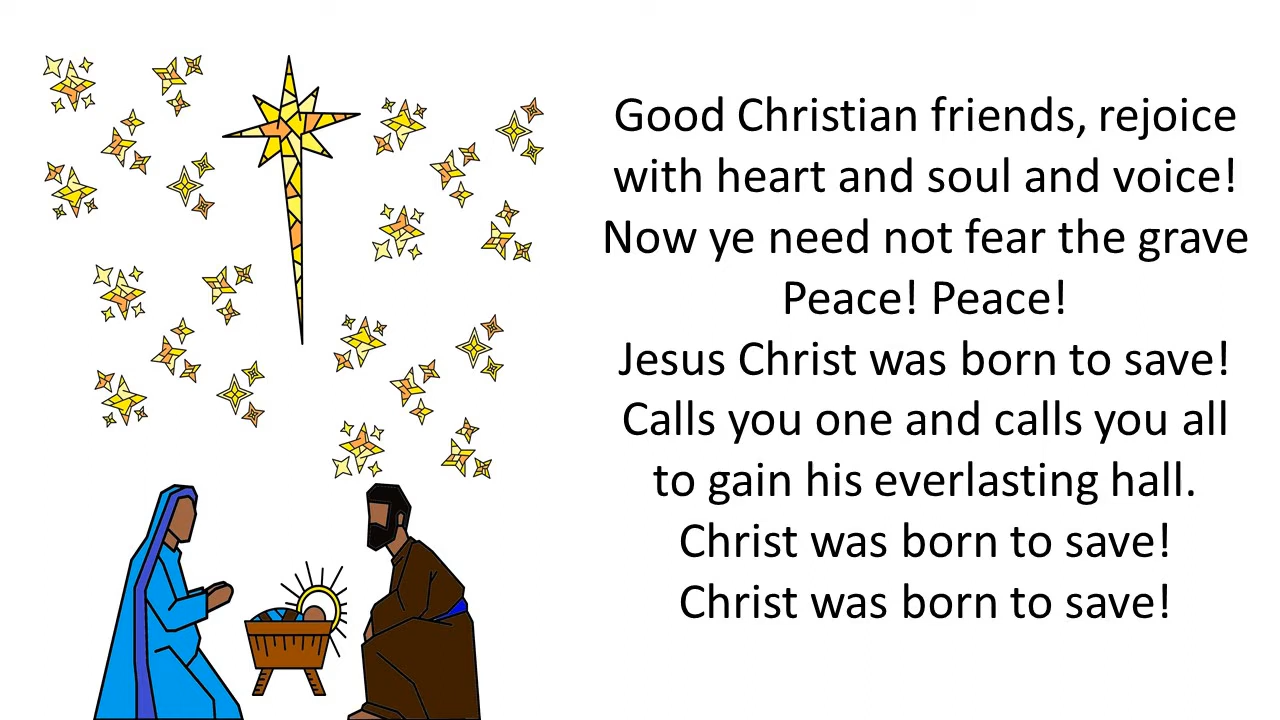 Good Christian friends, rejoice
with heart and soul and voice!
Now ye need not fear the grave
Peace! Peace!
Jesus Christ was born to save!
Calls you one and calls you all
to gain his everlasting hall.
Christ was born to save!
Christ was born to save!